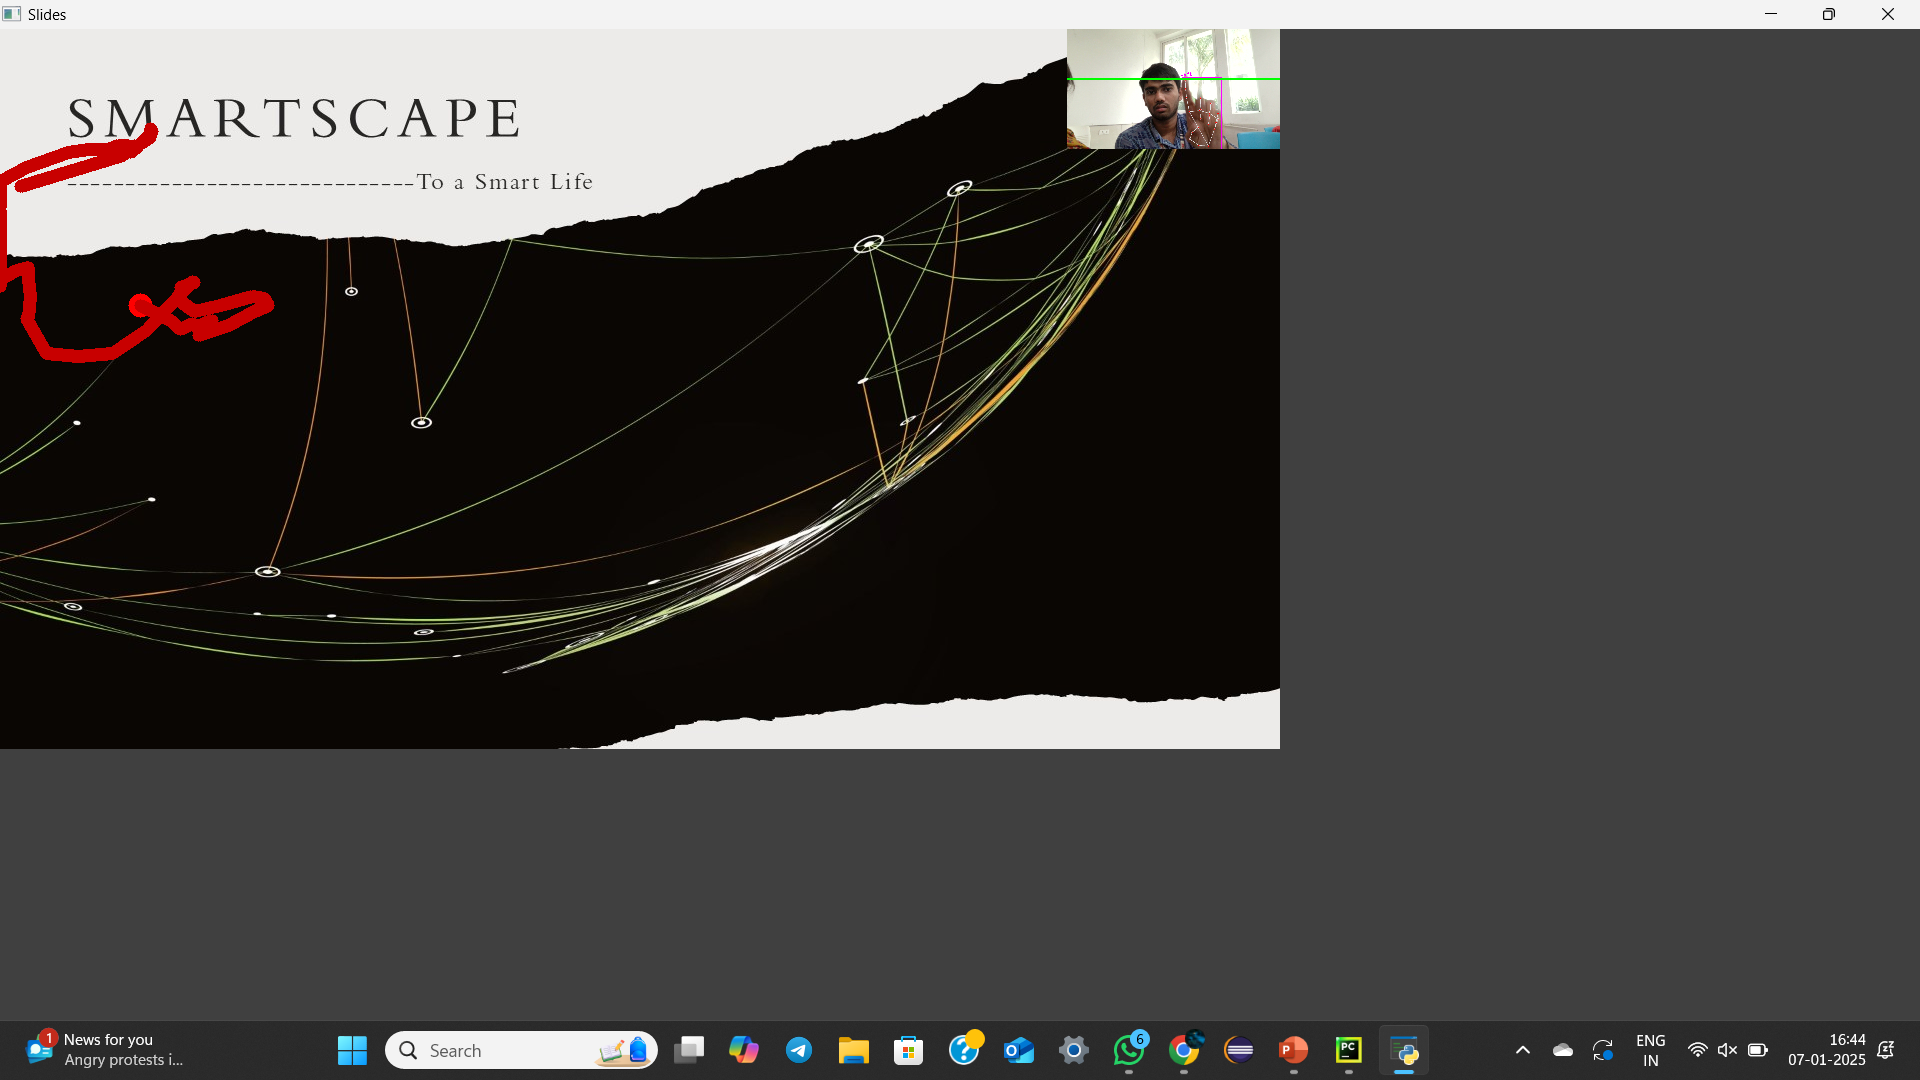 Slides
SMARTSCAPE
------------------------------To a Smart Life
1
News for you
Angry protests i...
Search
6
PC
P
ENG
IN
16:44
07-01-2025